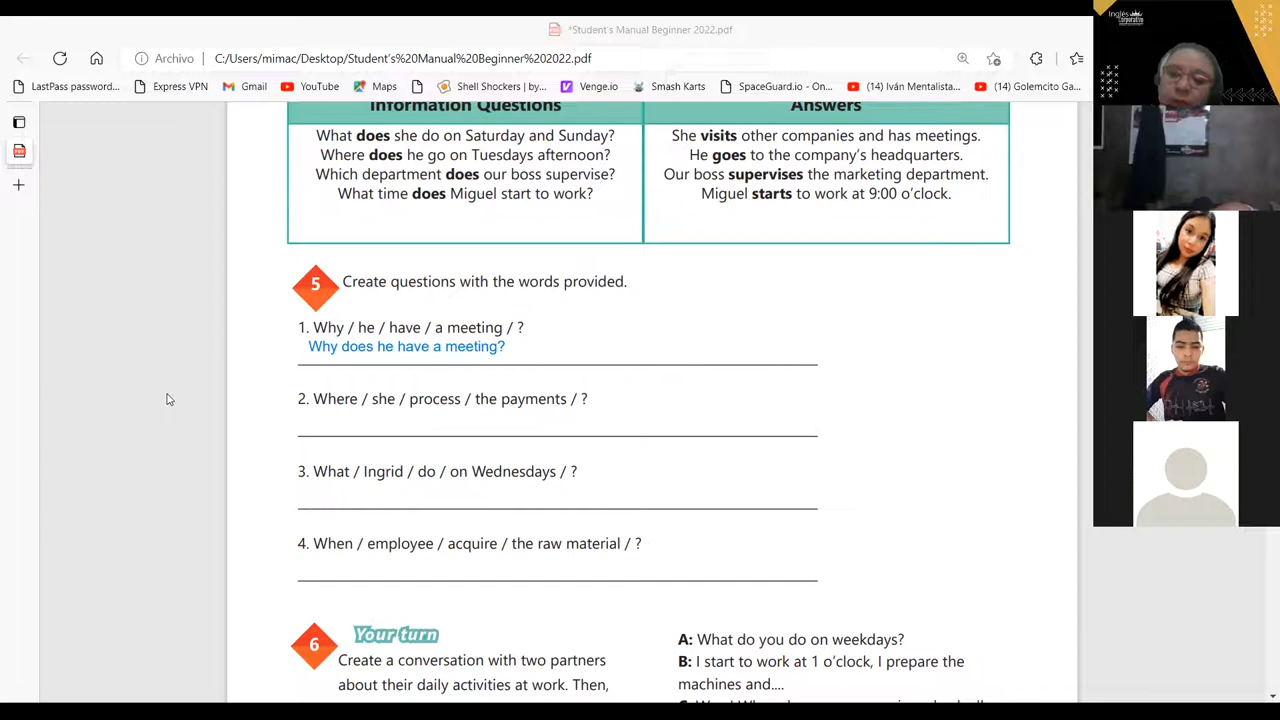 *Student's Manual Beginner 2022.pdf
Archivo
C:/Users/mimac/Desktop/Student's%20Manual%20Beginner%202022.pdf
LastPass password...
Express VPN
Gmail
YouTube
Maps
Shell Shockers | by...
Venge.io
Smash Karts
SpaceGuard.io - On...
(14) Iván Mentalista...
(14) Golemcito Ga...
Inglés
Corporativo
Information Questions
Answers
What does she do on Saturday and Sunday?
She visits other companies and has meetings.
Where does he go on Tuesdays afternoon?
He goes to the company's headquarters.
Which department does our boss supervise?
Our boss supervises the marketing department.
What time does Miguel start to work?
Miguel starts to work at 9:00 o'clock.
5 Create questions with the words provided.
1. Why / he / have / a meeting / ?
Why does he have a meeting?
2. Where / she / process / the payments / ?
3. What / Ingrid / do / on Wednesdays / ?
4. When / employee / acquire / the raw material / ?
6 Your turn
Create a conversation with two partners
about their daily activities at work. Then,
A: What do you do on weekdays?
B: I start to work at 1 o'clock, I prepare the
machines and....